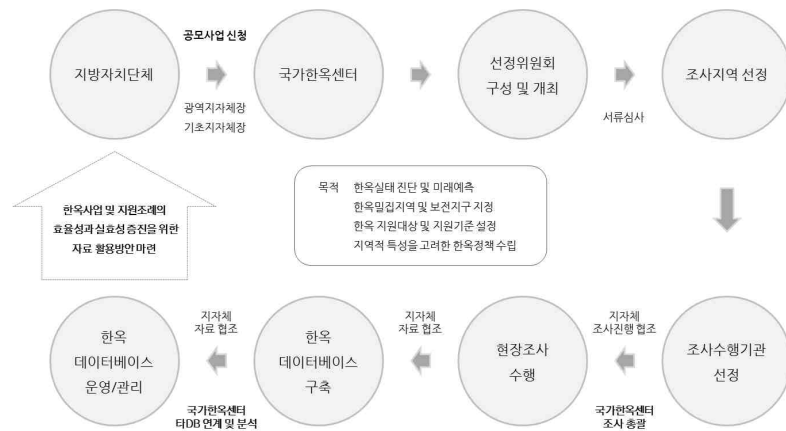 공모사업 신청
지방자치단체
국가한옥센터
선정위원회
구성 및 개최
조사지역 선정
광역지자체장
기초지자체장
서류심사
목적 한옥실태 진단 및 미래예측
한옥밀집지역 및 보전지구 지정
한옥 지원대상 및 지원기준 설정
지역적 특성을 고려한 한옥정책 수립
한옥사업 및 지원조례의
효율성과 실효성 증진을 위한
자료 활용방안 마련
조사수행기관
선정
지자체
조사진행 협조
국가한옥센터
조사 총괄
현장조사
수행
지자체
자료 협조
한옥
데이터베이스
구축
지자체
자료 협조
국가한옥센터
타DB 연계 및 분석
한옥
데이터베이스
운영/관리